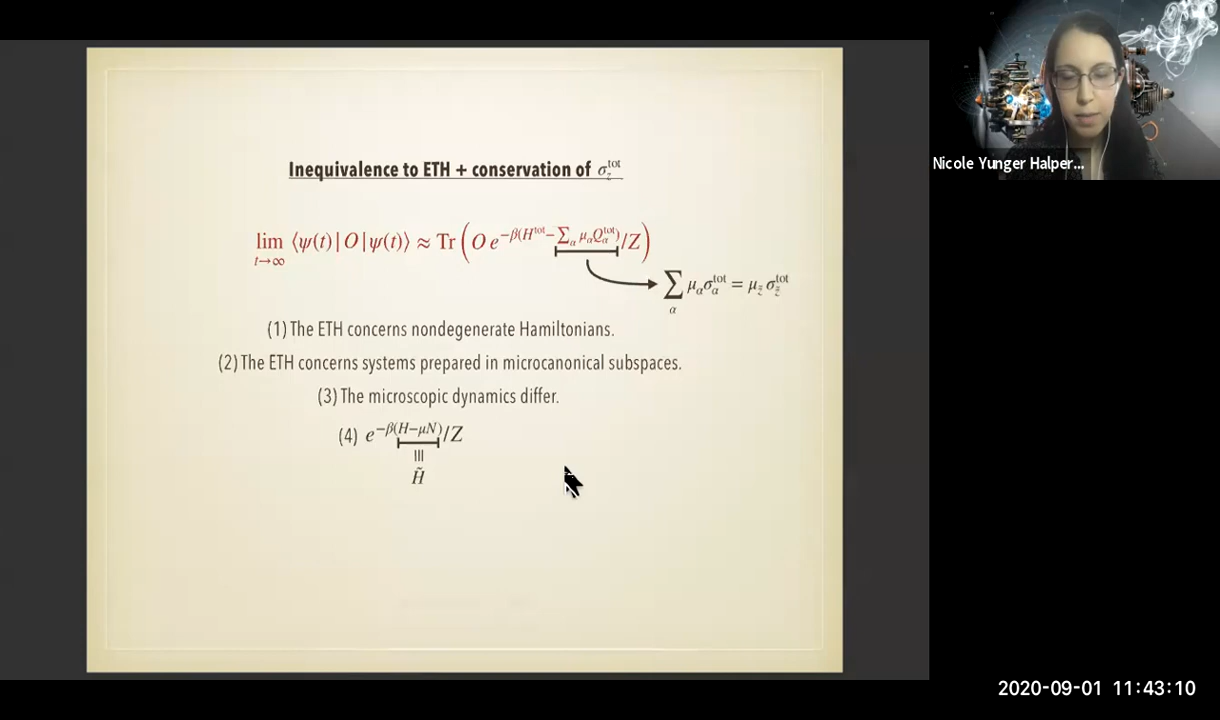 Inequivalence to ETH + conservation of σ_z^tot
lim_{t→∞} ⟨ψ(t)|O|ψ(t)⟩ ≈ Tr(O e^{−β(H^tot−∑_α μ_α Q_α^tot)}/Z)
∑_α μ_α σ_α^tot = μ_z̃ σ_z̃^tot
(1) The ETH concerns nondegenerate Hamiltonians.
(2) The ETH concerns systems prepared in microcanonical subspaces.
(3) The microscopic dynamics differ.
(4) e^{−β(H−μN)}/Z
≡
H̃
Nicole Yunger Halper...
2020-09-01 11:43:10